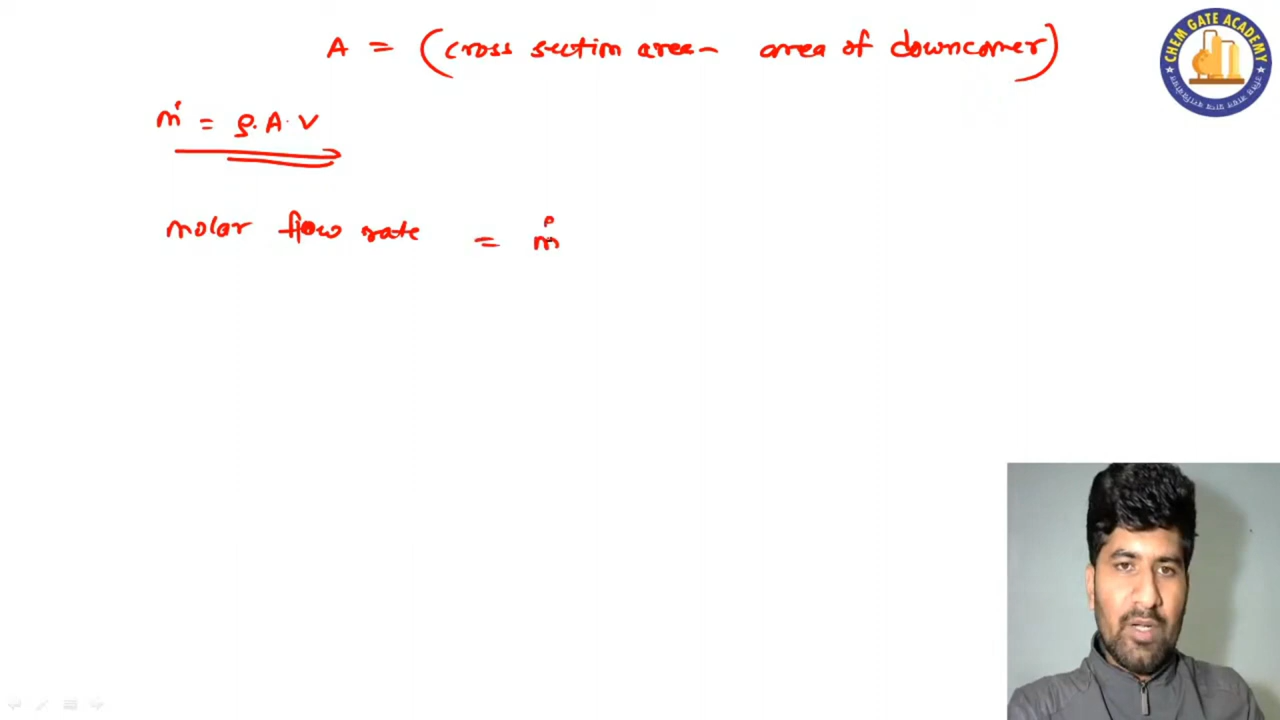 A = (cross section area - area of downcomer)
ṁ = ρ.A.V
molar flow rate = ṁ
CHEM GATE ACADEMY